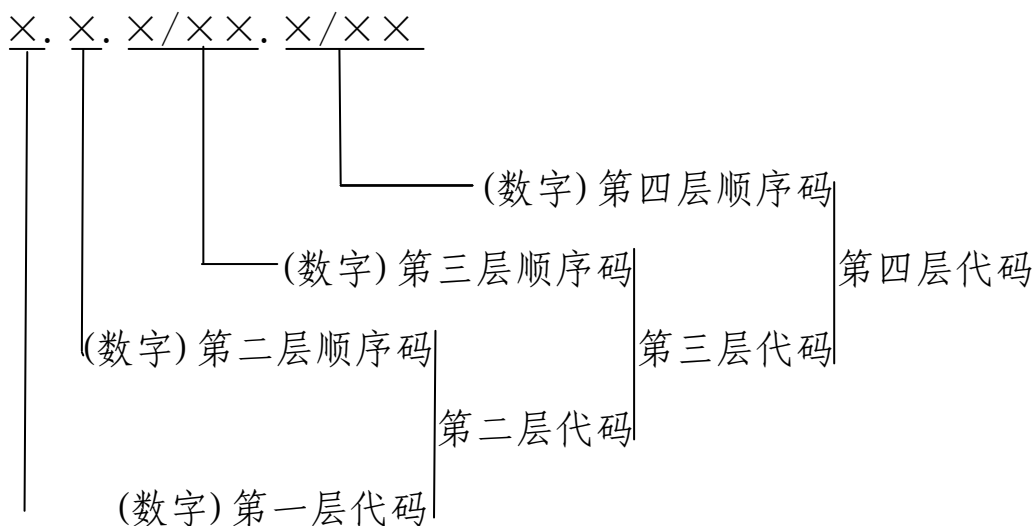 ×.×.×/××.×/××
(数字)第四层顺序码
(数字)第三层顺序码
第四层代码
(数字)第二层顺序码
第三层代码
第二层代码
(数字)第一层代码